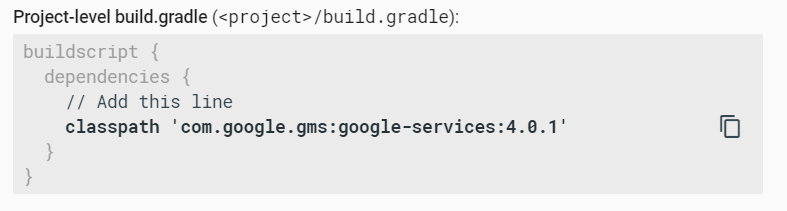 Project-level build.gradle (<project>/build.gradle):
buildscript {
  dependencies {
    // Add this line
    classpath 'com.google.gms:google-services:4.0.1'
  }
}